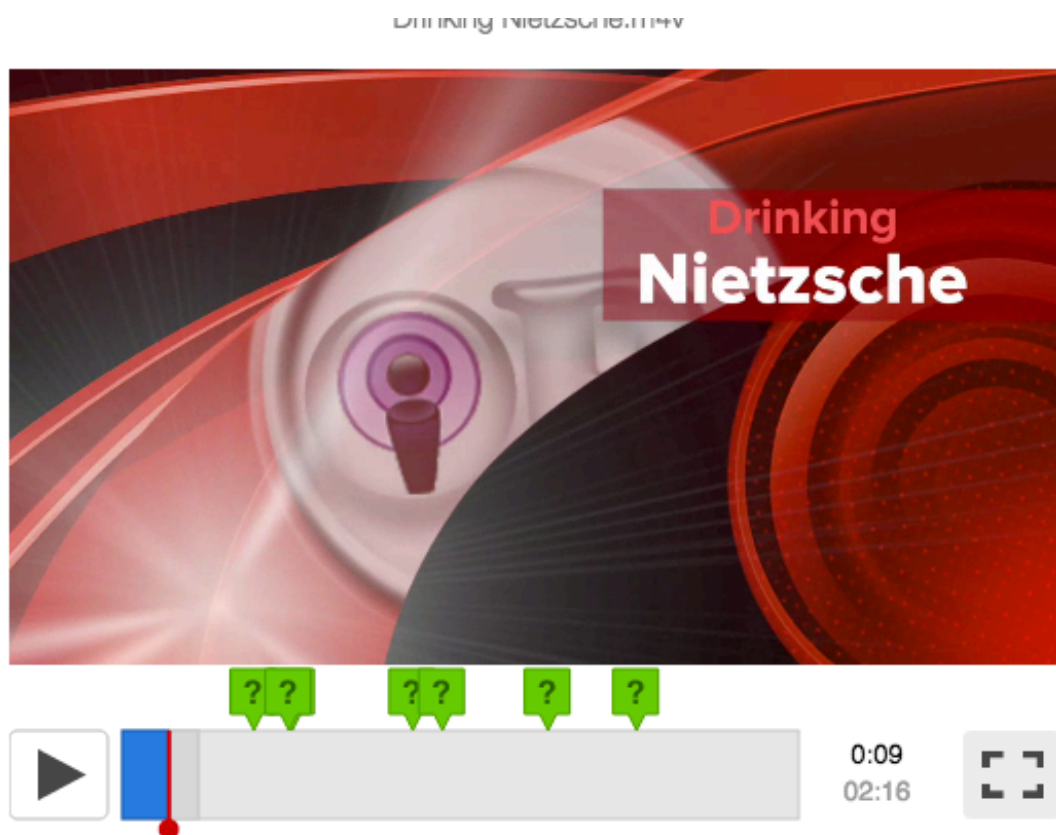 Drinking Nietzsche.m4v
Drinking
Nietzsche
? ? ? ? ? ?
0:09
02:16